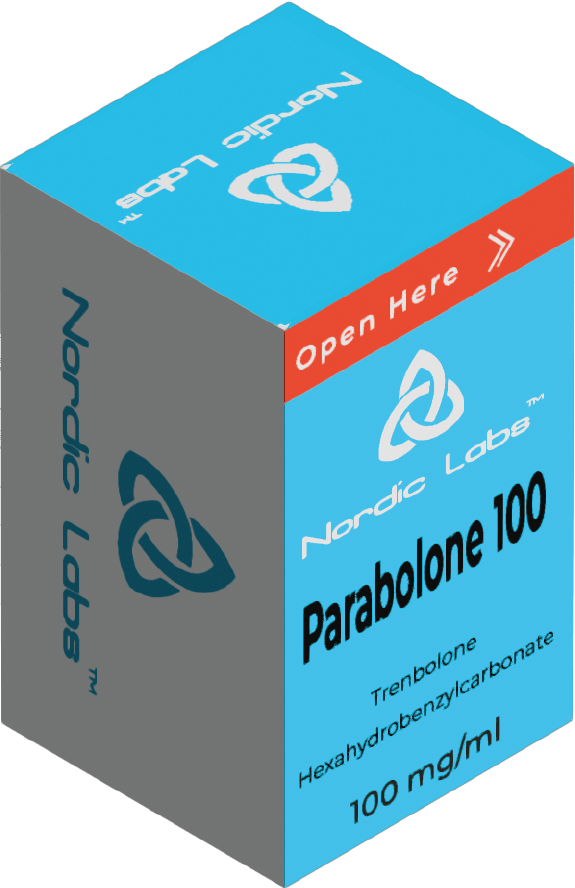 Nordic Labs™
Open Here »
Nordic Labs™
Parabolone 100
Trenbolone
Hexahydrobenzylcarbonate
100 mg/ml
Nordic Labs™